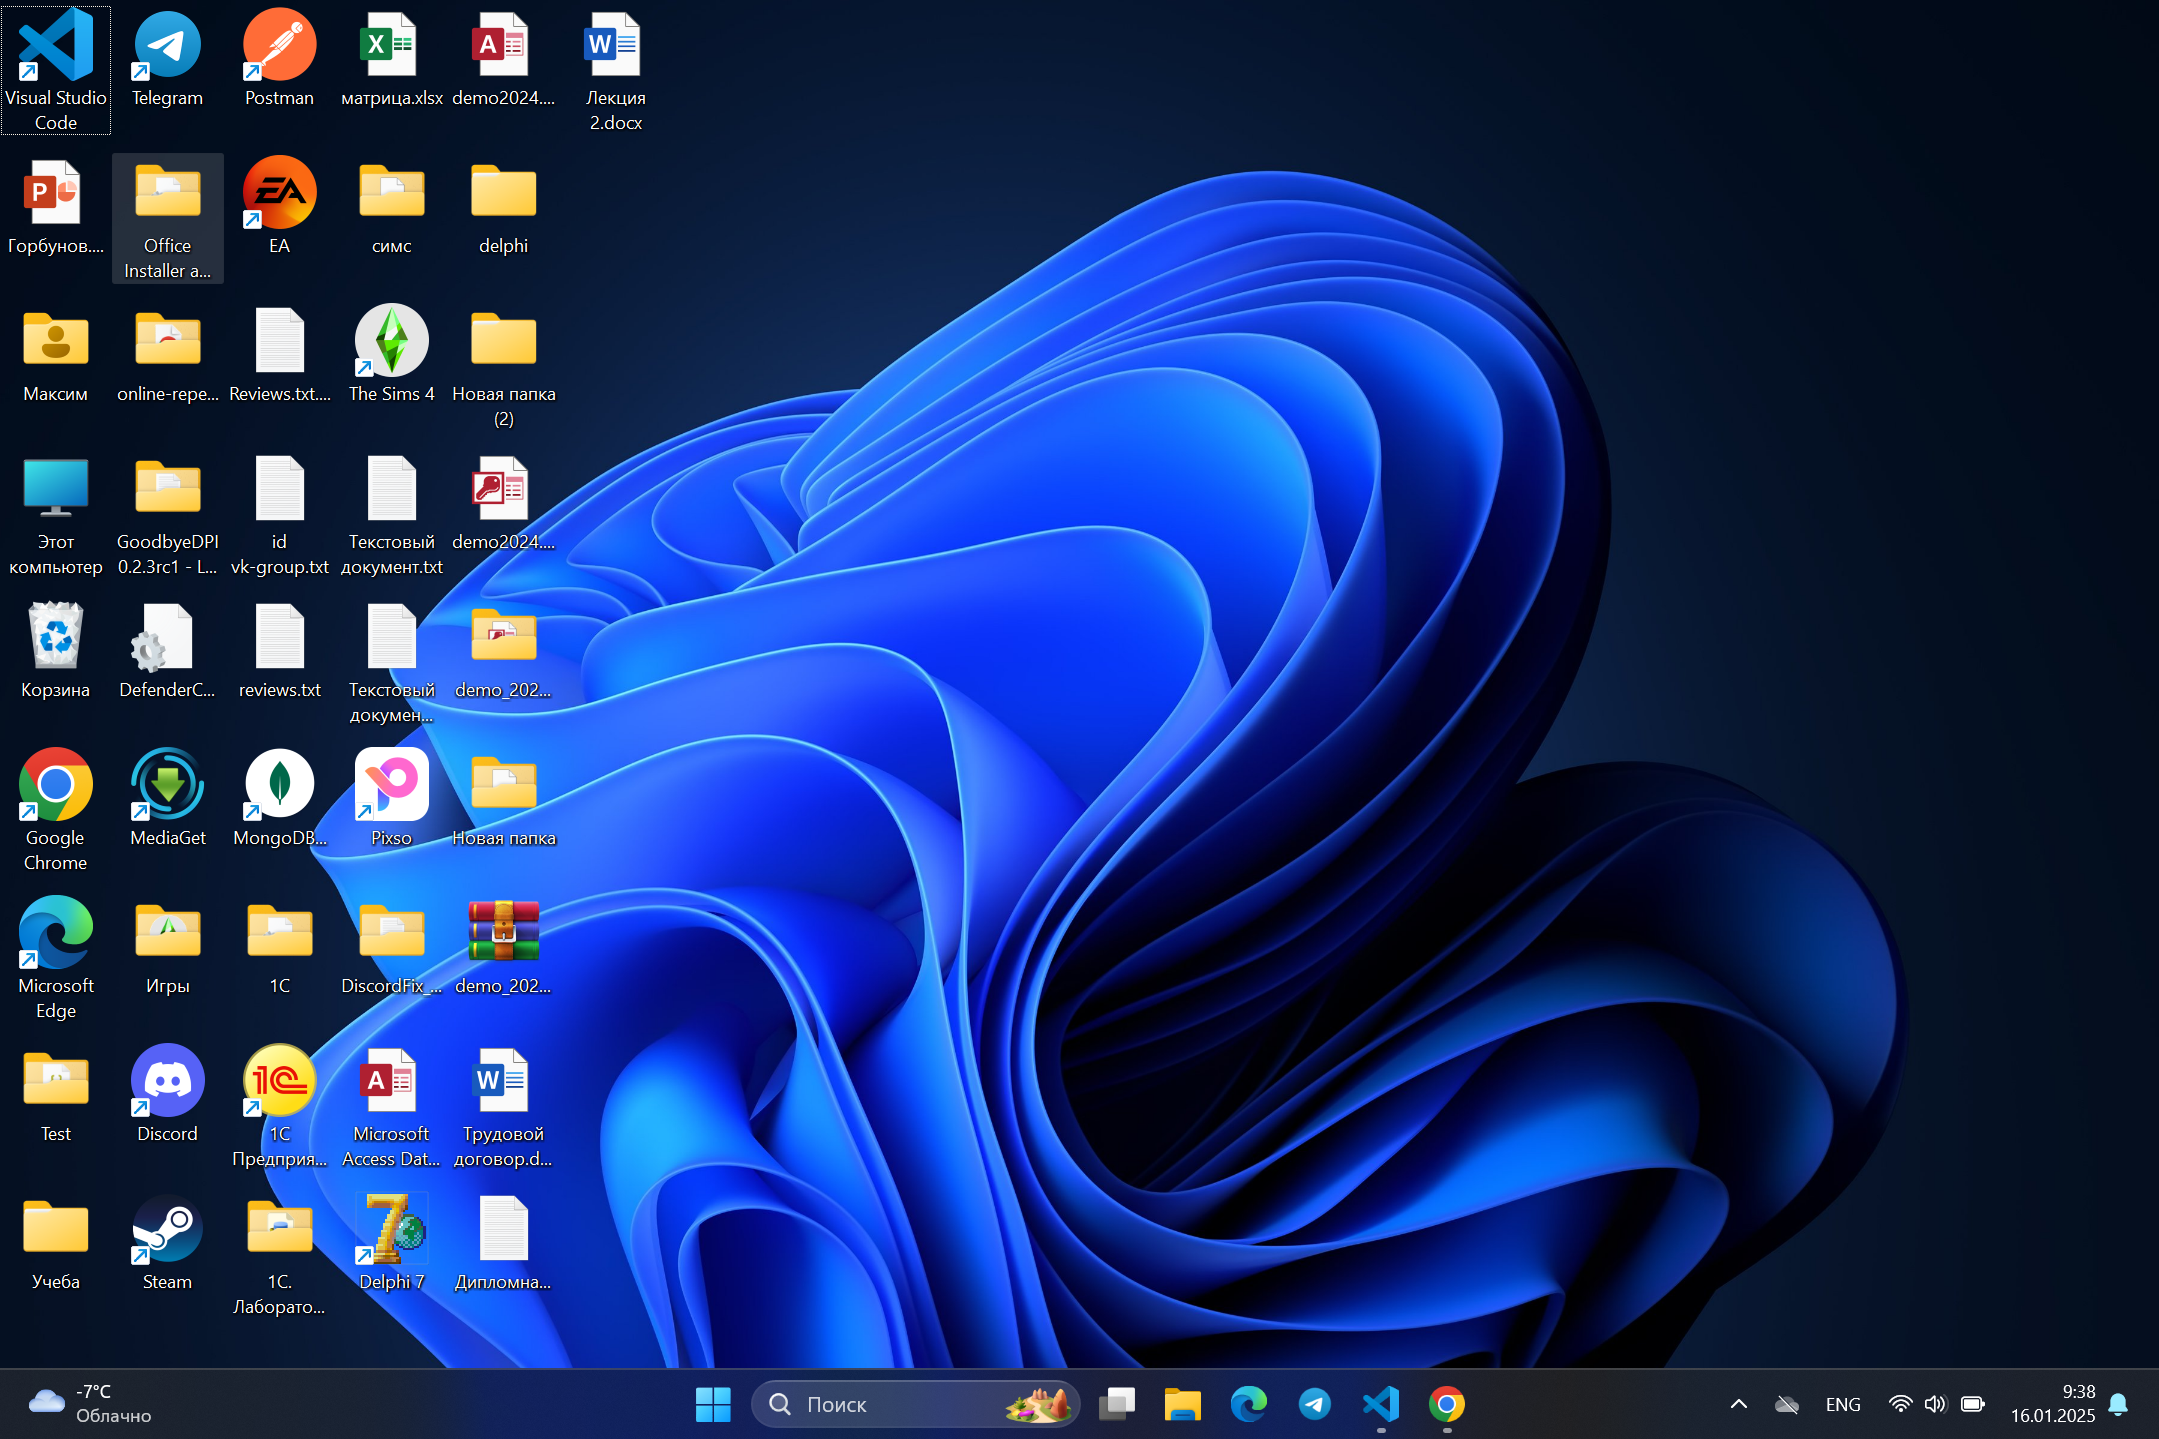 Visual Studio
Code
Telegram
Postman
матрица.xlsx
demo2024....
Лекция
2.docx
Горбунов....
Office
Installer a...
EA
симс
delphi
Максим
online-repe...
Reviews.txt....
The Sims 4
Новая папка
(2)
Этот
компьютер
GoodbyeDPI
0.2.3rc1 - L...
id
vk-group.txt
Текстовый
документ.txt
demo2024....
Корзина
DefenderC...
reviews.txt
Текстовый
докумен...
demo_202...
Google
Chrome
MediaGet
MongoDB...
Pixso
Новая папка
Microsoft
Edge
Игры
1С
DiscordFix_...
demo_202...
Test
Discord
1С
Предприя...
Microsoft
Access Dat...
Трудовой
договор.d...
Учеба
Steam
1С.
Лаборато...
Delphi 7
Дипломна...
-7°C
Облачно
Поиск
ENG
9:38
16.01.2025